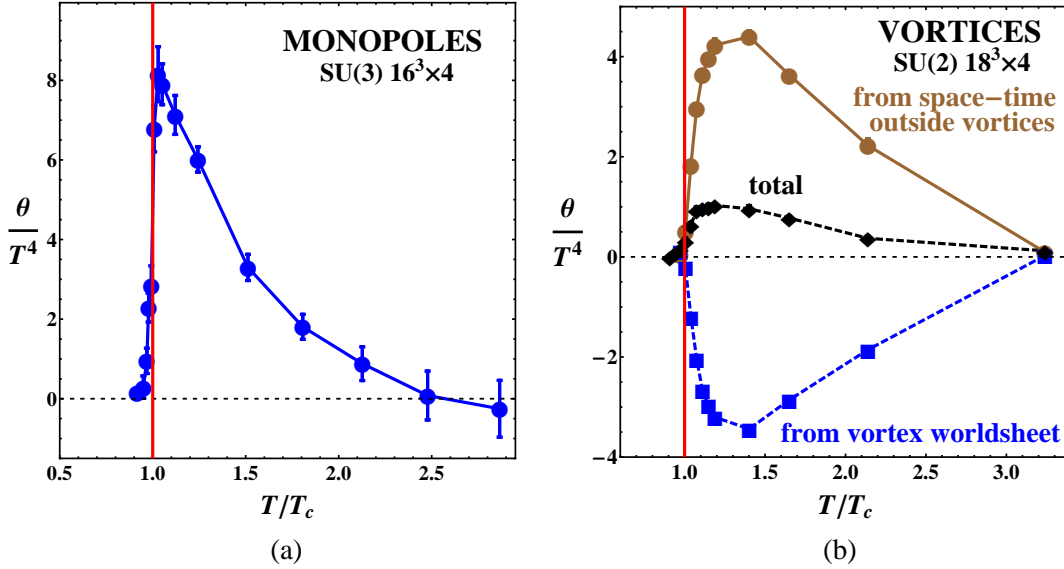 MONOPOLES
SU(3) 16³×4
8
6
4
2
0
θ
T⁴
0.5
1.0
1.5
2.0
2.5
T/Tc
(a)
VORTICES
SU(2) 18³×4
from space−time
outside vortices
total
from vortex worldsheet
4
2
0
−2
−4
θ
T⁴
1.0
1.5
2.0
2.5
3.0
T/Tc
(b)